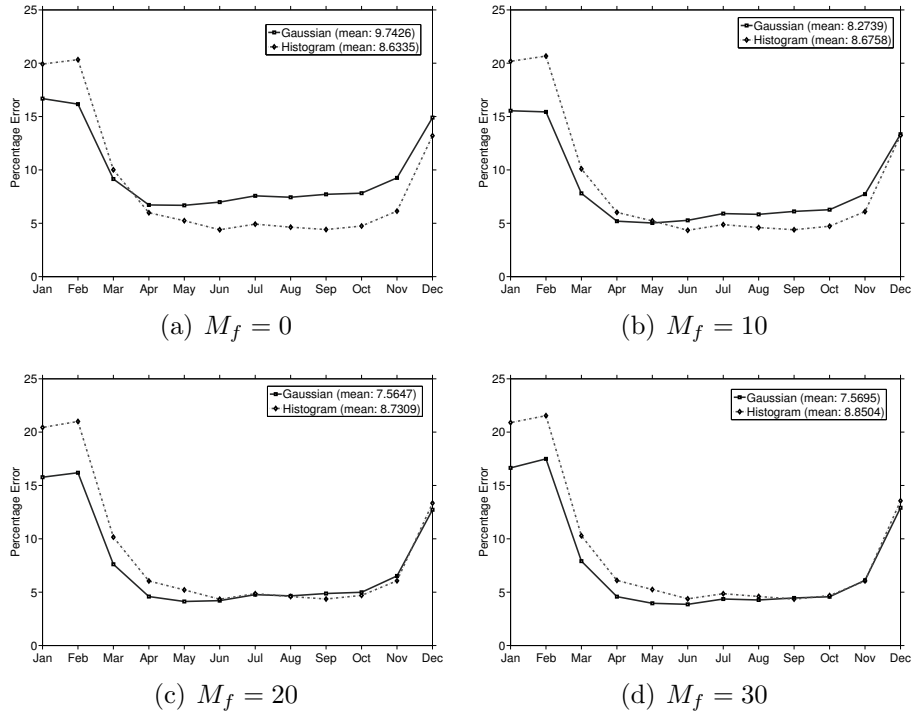 25
20
15
10
5
0
Percentage Error
Gaussian (mean: 9.7426)
Histogram (mean: 8.6335)
Jan Feb Mar Apr May Jun Jul Aug Sep Oct Nov Dec
(a) M_f = 0
25
20
15
10
5
0
Percentage Error
Gaussian (mean: 8.2739)
Histogram (mean: 8.6758)
Jan Feb Mar Apr May Jun Jul Aug Sep Oct Nov Dec
(b) M_f = 10
25
20
15
10
5
0
Percentage Error
Gaussian (mean: 7.5647)
Histogram (mean: 8.7309)
Jan Feb Mar Apr May Jun Jul Aug Sep Oct Nov Dec
(c) M_f = 20
25
20
15
10
5
0
Percentage Error
Gaussian (mean: 7.5695)
Histogram (mean: 8.8504)
Jan Feb Mar Apr May Jun Jul Aug Sep Oct Nov Dec
(d) M_f = 30